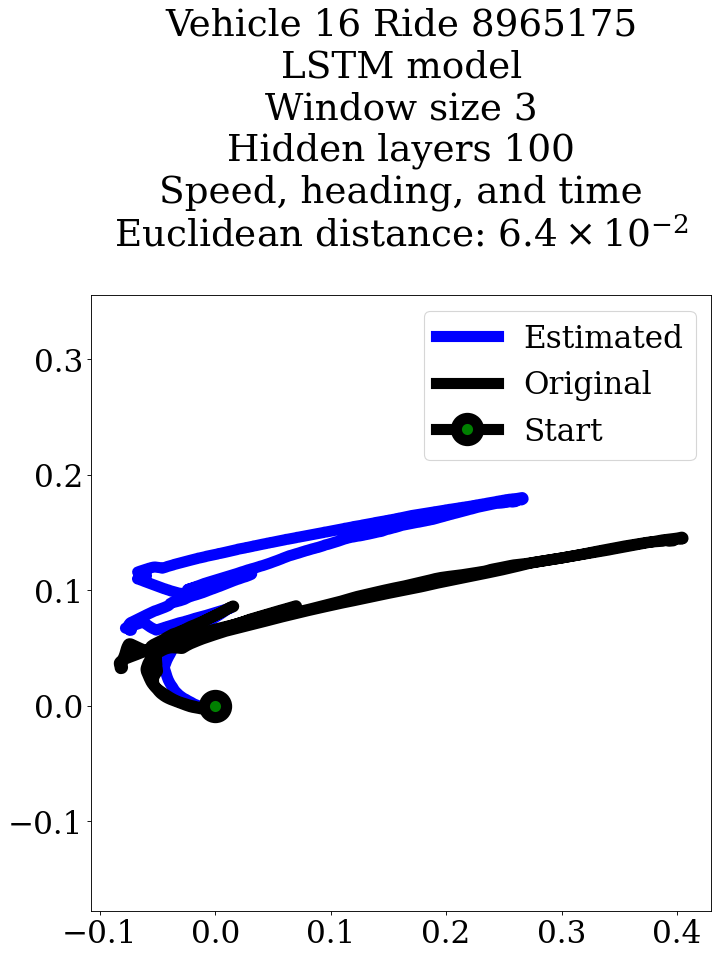 Vehicle 16 Ride 8965175
LSTM model
Window size 3
Hidden layers 100
Speed, heading, and time
Euclidean distance: 6.4 × 10⁻²
Estimated
Original
Start
0.3
0.2
0.1
0.0
−0.1
−0.1 0.0 0.1 0.2 0.3 0.4